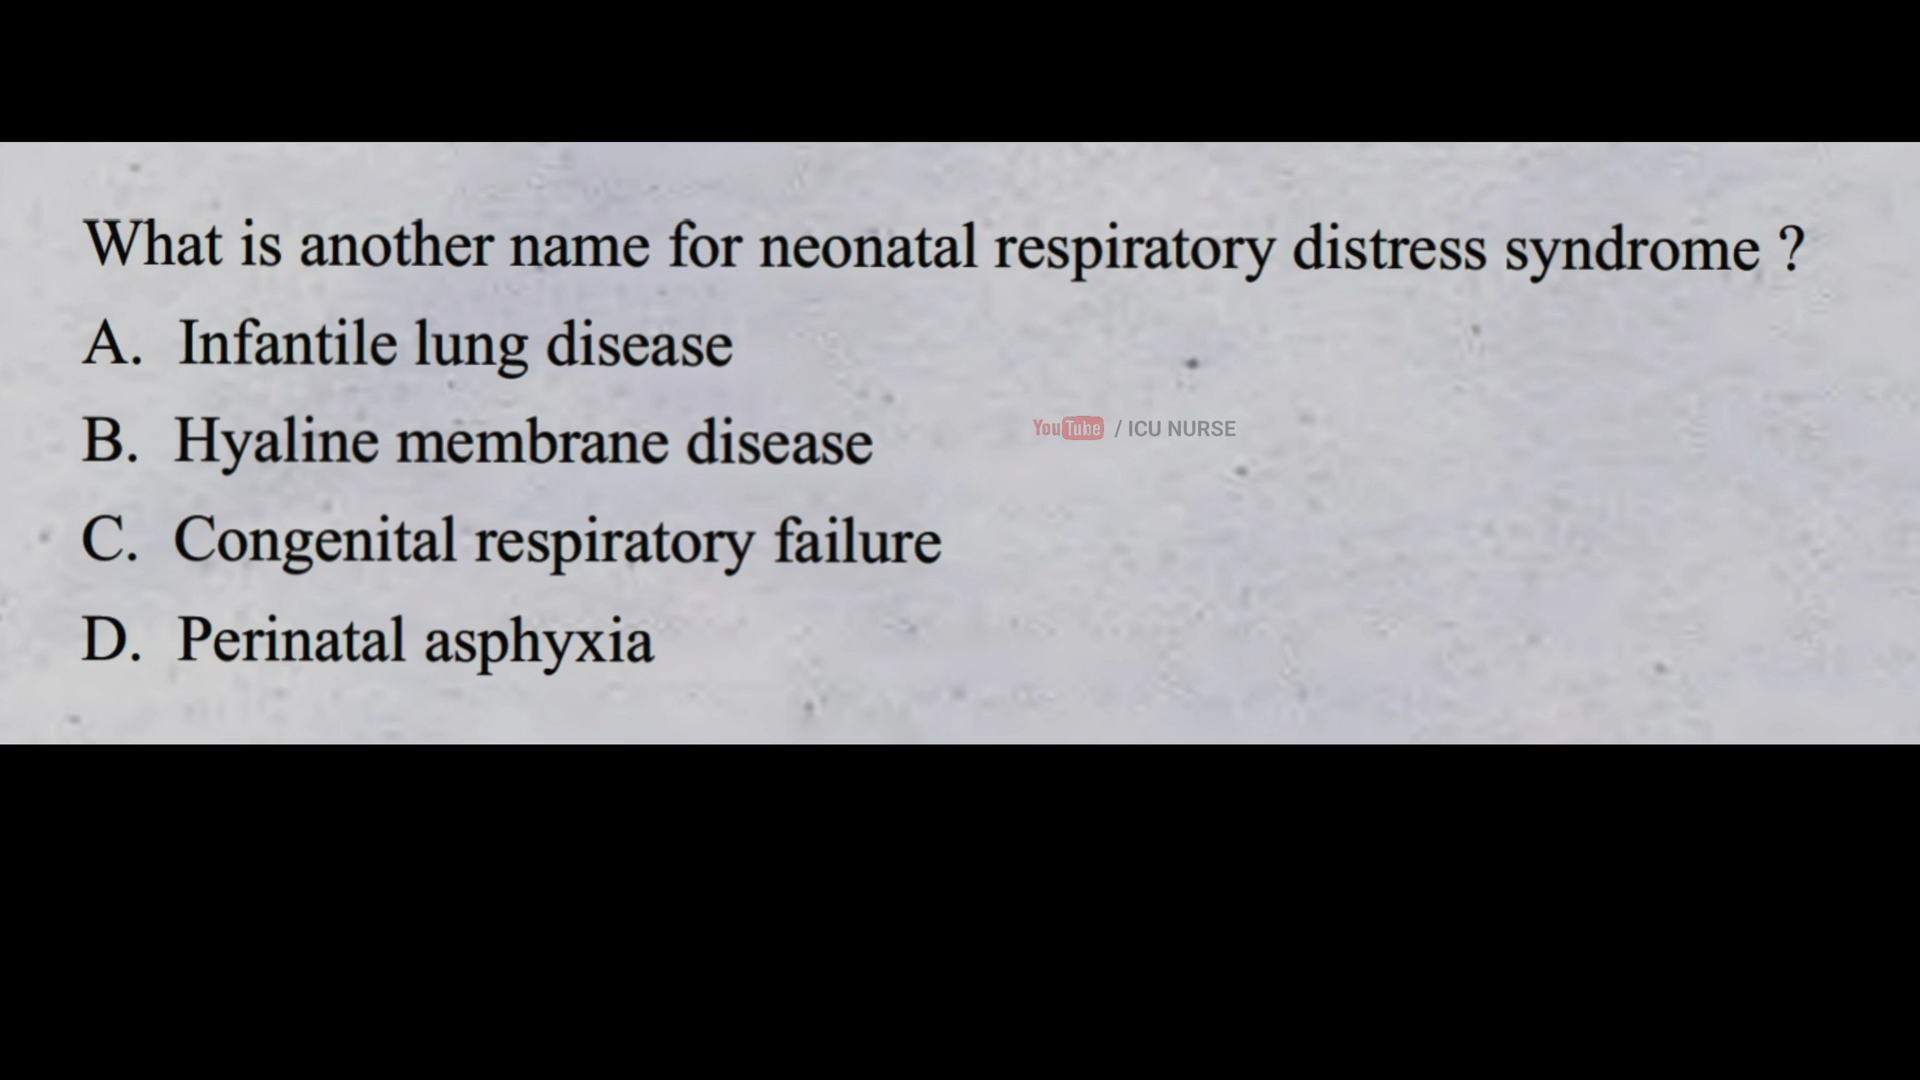 What is another name for neonatal respiratory distress syndrome ?
A. Infantile lung disease
B. Hyaline membrane disease
YouTube / ICU NURSE
C. Congenital respiratory failure
D. Perinatal asphyxia